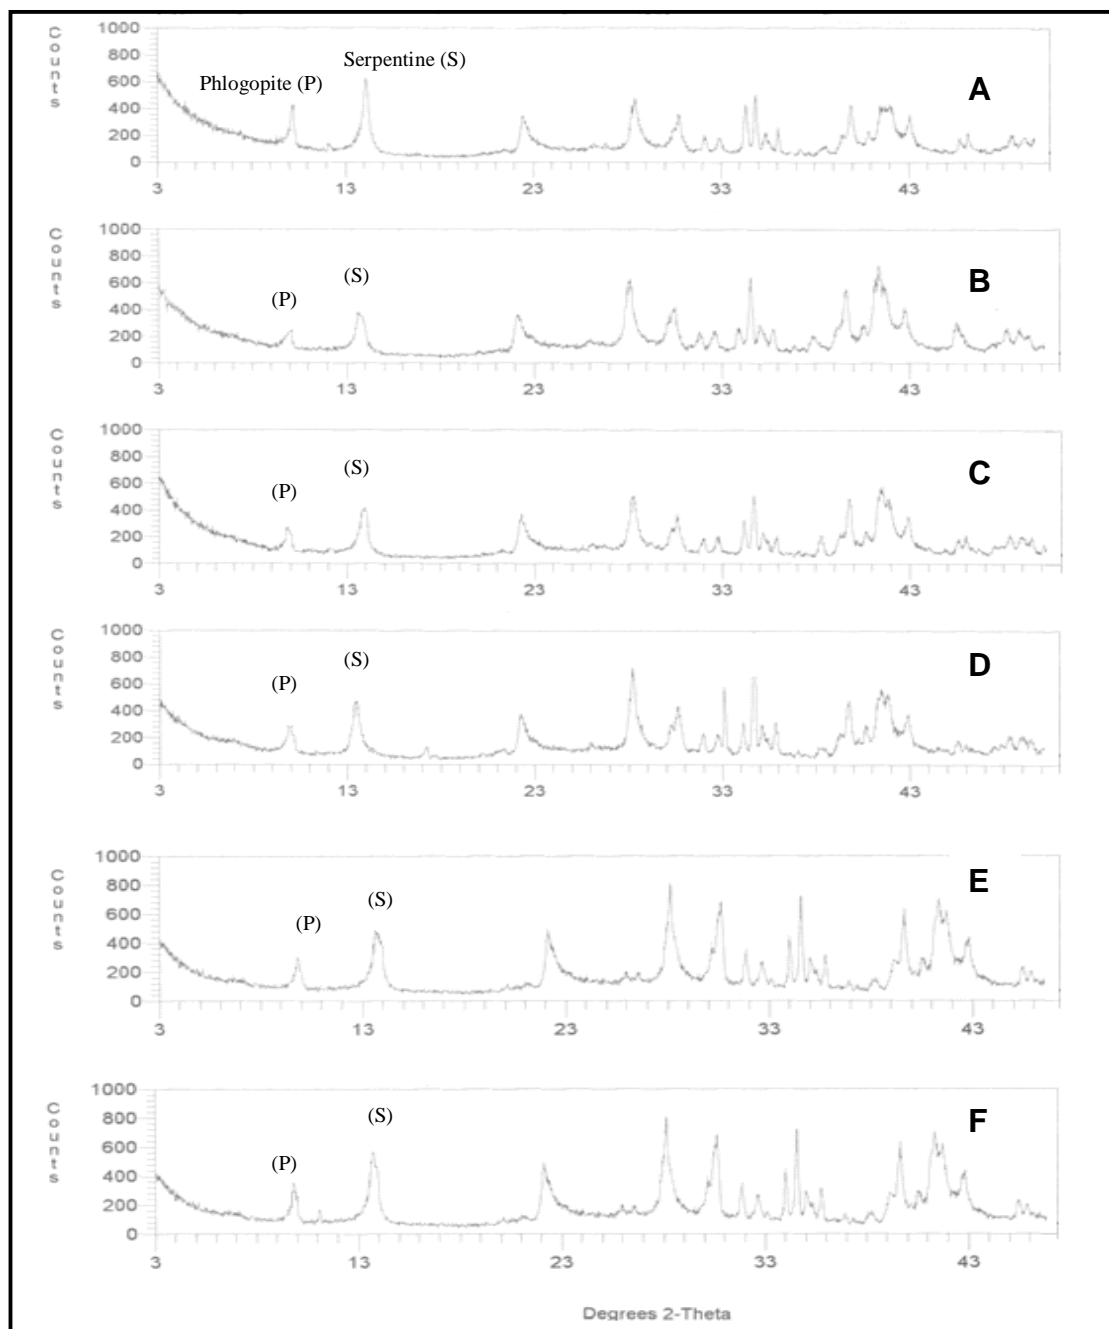 Counts
1000
800
600
400
200
0
Phlogopite (P)
Serpentine (S)
A
3 13 23 33 43
Counts
1000
800
600
400
200
0
(P)
(S)
B
3 13 23 33 43
Counts
1000
800
600
400
200
0
(P)
(S)
C
3 13 23 33 43
Counts
1000
800
600
400
200
0
(P)
(S)
D
3 13 23 33 43
Counts
1000
800
600
400
200
0
(P)
(S)
E
3 13 23 33 43
Counts
1000
800
600
400
200
0
(P)
(S)
F
3 13 23 33 43
Degrees 2-Theta